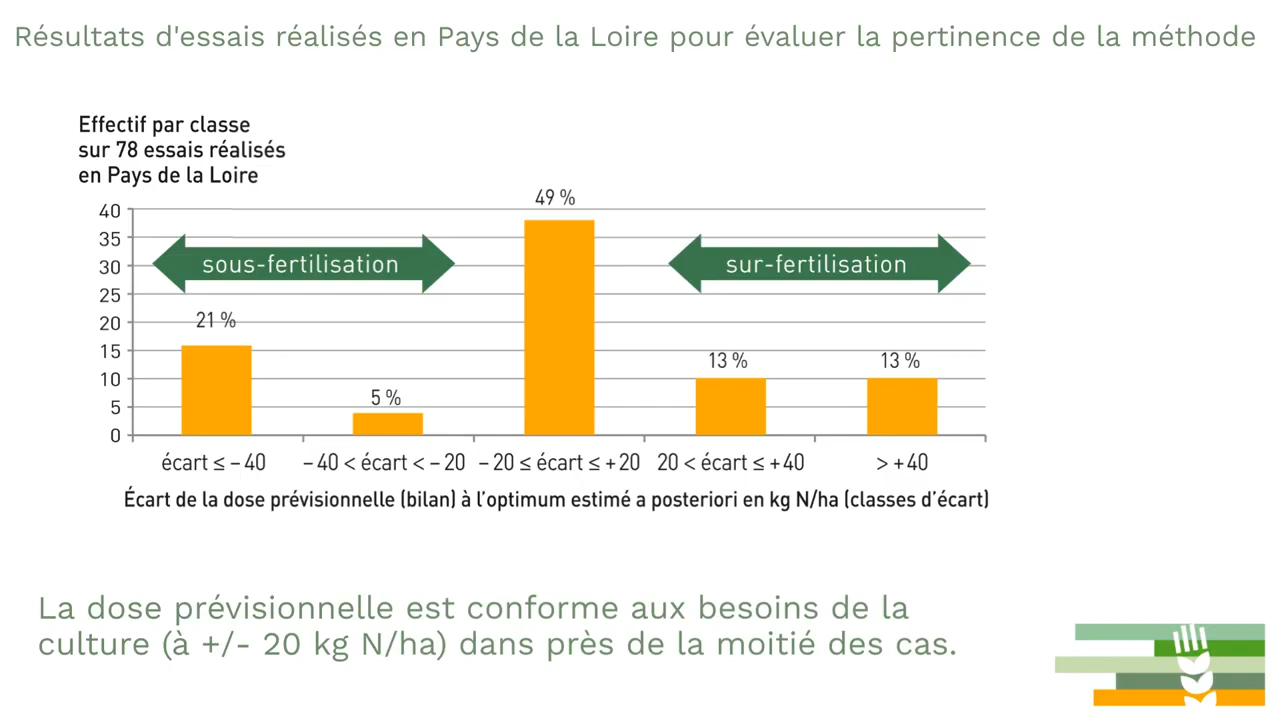 Résultats d'essais réalisés en Pays de la Loire pour évaluer la pertinence de la méthode
Effectif par classe
sur 78 essais réalisés
en Pays de la Loire
49 %
40
35
sous-fertilisation
sur-fertilisation
30
25
21 %
20
15
13 %
13 %
10
5 %
5
0
écart ≤ – 40
– 40 < écart < – 20
– 20 ≤ écart ≤ + 20
20 < écart ≤ + 40
> + 40
Écart de la dose prévisionnelle (bilan) à l'optimum estimé a posteriori en kg N/ha (classes d'écart)
La dose prévisionnelle est conforme aux besoins de la
culture (à +/- 20 kg N/ha) dans près de la moitié des cas.